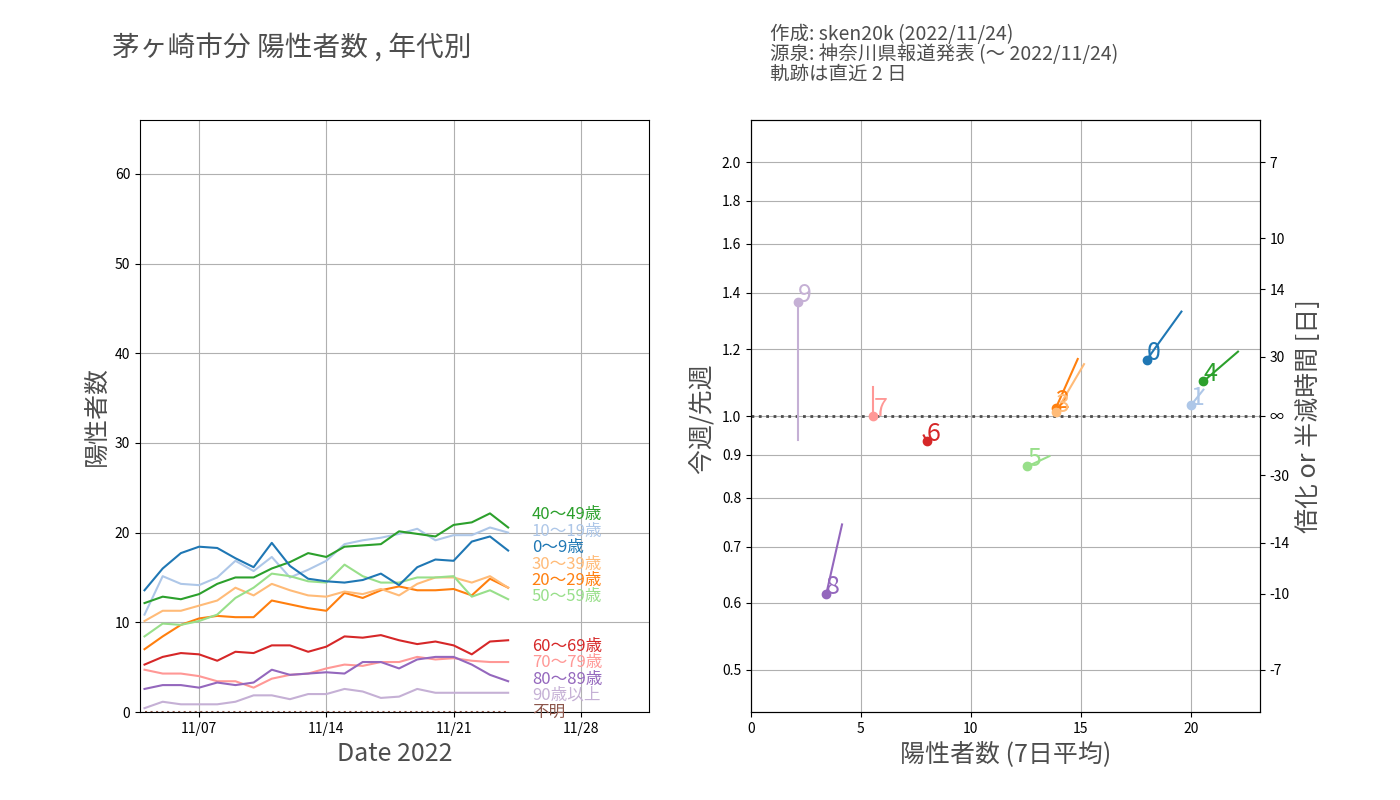 茅ヶ崎市分 陽性者数 , 年代別
作成: sken20k (2022/11/24)
源泉: 神奈川県報道発表 (〜 2022/11/24)
軌跡は直近 2 日
陽性者数
60
50
40
30
20
10
0
40〜49歳
10〜19歳
0〜9歳
30〜39歳
20〜29歳
50〜59歳
60〜69歳
70〜79歳
80〜89歳
90歳以上
不明
11/07
11/14
11/21
11/28
Date 2022
今週/先週
2.0
1.8
1.6
1.4
1.2
1.0
0.9
0.8
0.7
0.6
0.5
9
0
4
1
2
3
7
6
5
8
7
10
14
30
∞
-30
-14
-10
-7
倍化 or 半減時間 [日]
0
5
10
15
20
陽性者数 (7日平均)